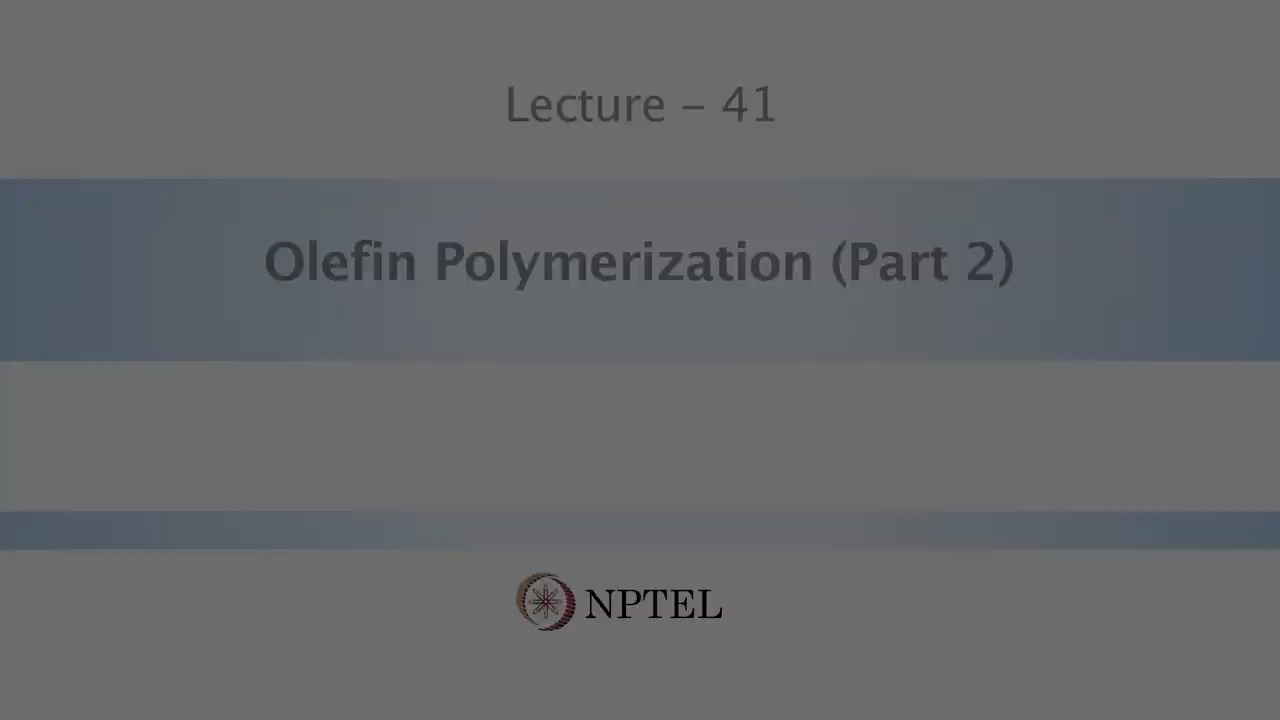 Lecture – 41
Olefin Polymerization (Part 2)
NPTEL